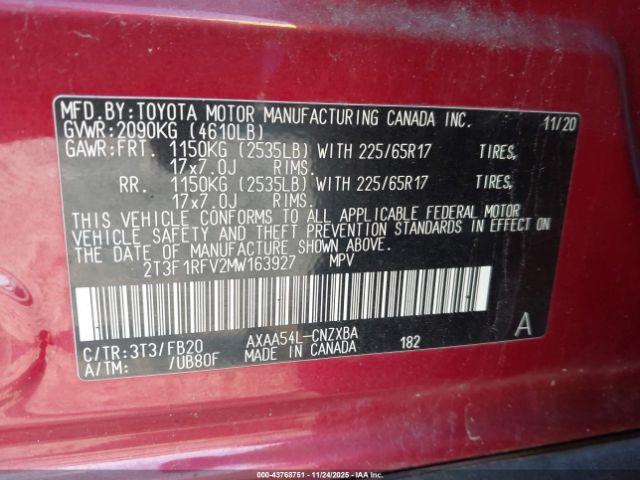 MFD.BY:TOYOTA MOTOR MANUFACTURING CANADA INC. 11/20
GVWR:2090KG (4610LB)
GAWR:FRT. 1150KG (2535LB) WITH 225/65R17 TIRES,
17x7.0J RIMS.
RR. 1150KG (2535LB) WITH 225/65R17 TIRES,
17x7.0J RIMS.
THIS VEHICLE CONFORMS TO ALL APPLICABLE FEDERAL MOTOR
VEHICLE SAFETY AND THEFT PREVENTION STANDARDS IN EFFECT ON
THE DATE OF MANUFACTURE SHOWN ABOVE.
2T3F1RFV2MW163927 MPV
C/TR:3T3/FB20 AXAA54L-CNZXBA 182 A
A/TM: /UB80F MADE IN CANADA
000-43768751 - 11/24/2025 - IAAI.COM